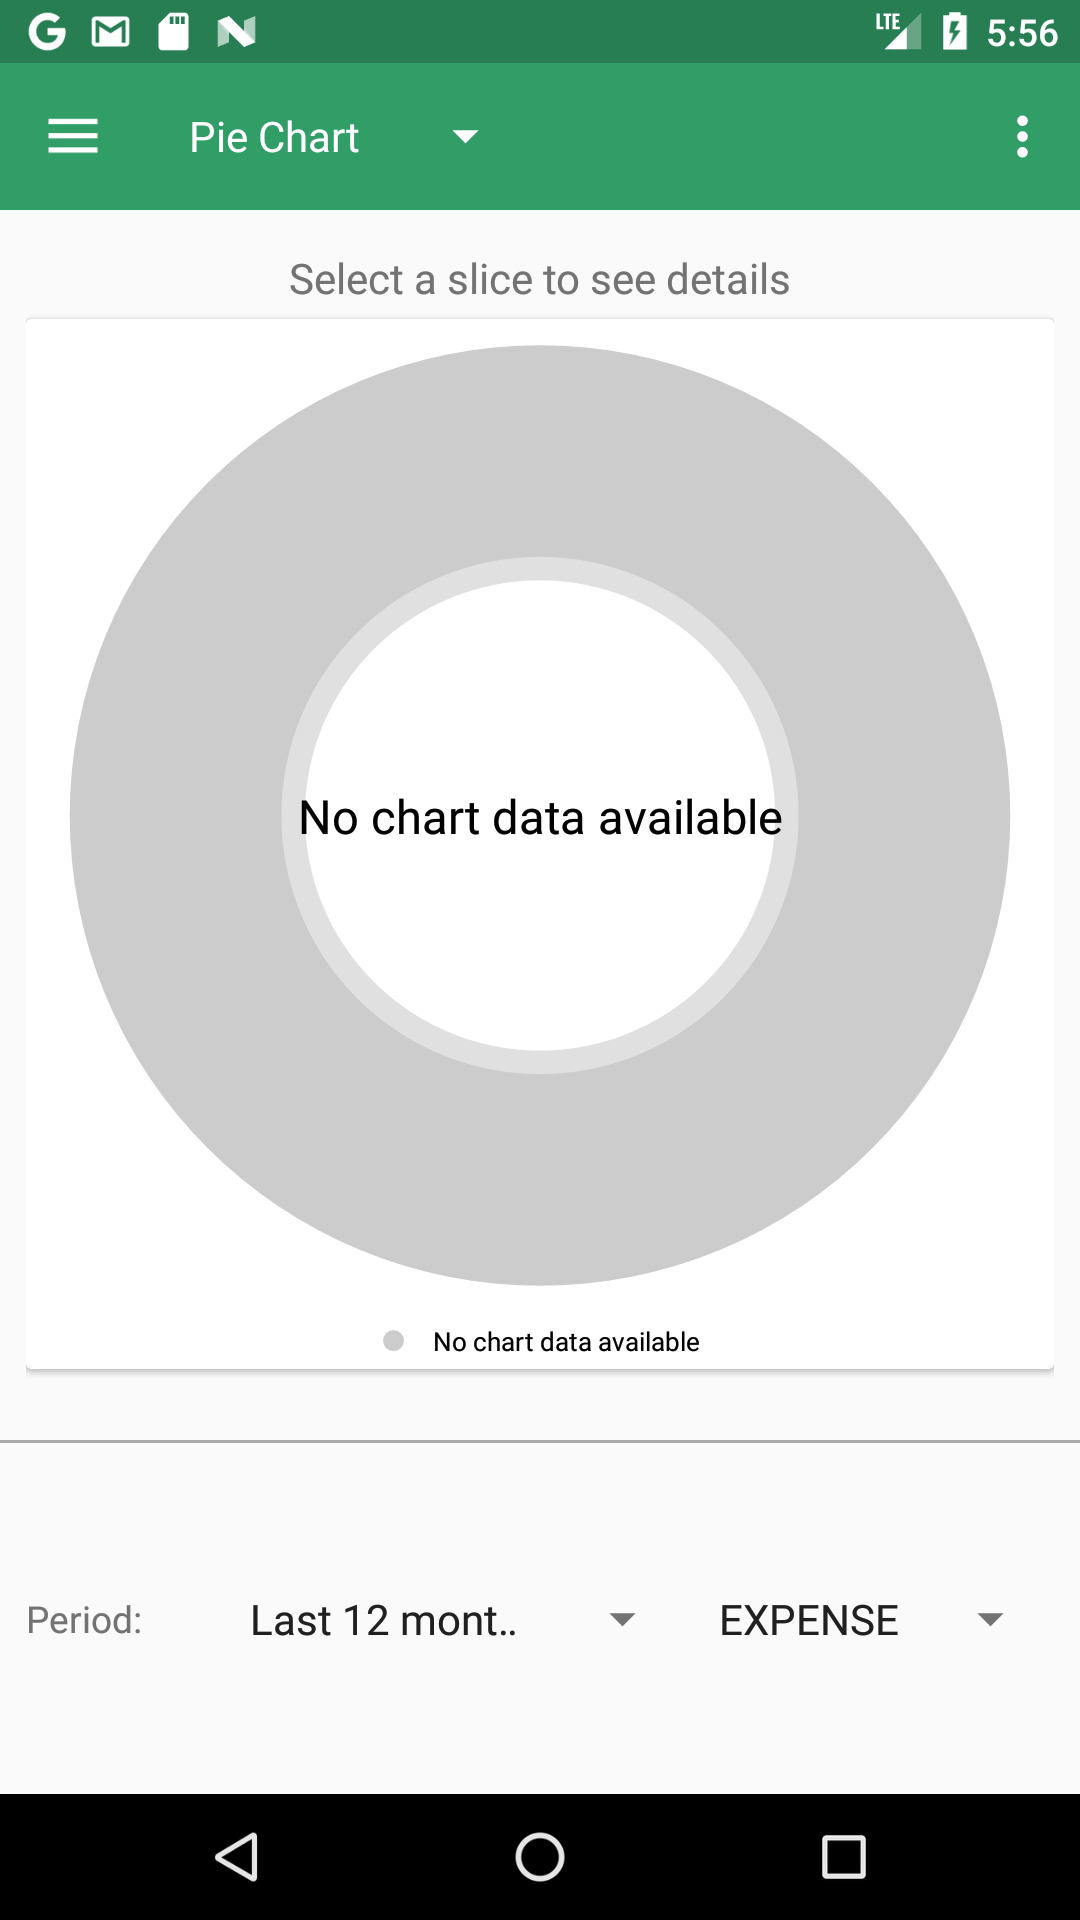 LTE 5:56
Pie Chart
Select a slice to see details
No chart data available
No chart data available
Period: Last 12 mont.. EXPENSE